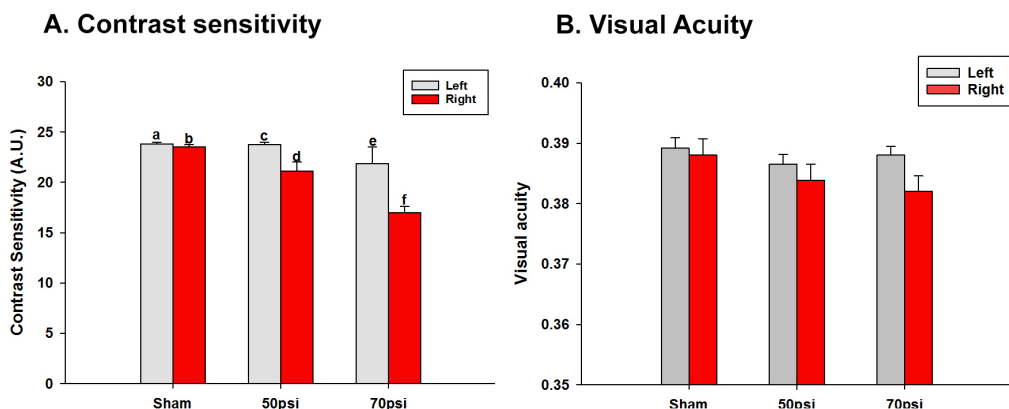 A. Contrast sensitivity
Left
Right
Contrast Sensitivity (A.U.)
30
25
20
15
10
5
0
a
b
c
d
e
f
Sham
50psi
70psi
B. Visual Acuity
Left
Right
Visual acuity
0.40
0.39
0.38
0.37
0.36
0.35
Sham
50psi
70psi